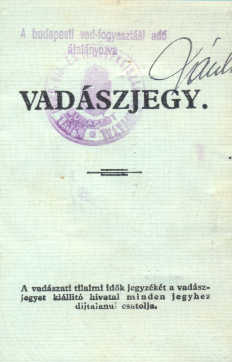 A budapesti vad-fogyasztási adó
átalányozva
VADÁSZJEGY.
A vadászati tilalmi idők jegyzékét a vadász-
jegyet kiállító hivatal minden jegyhez
díjtalanul csatolja.